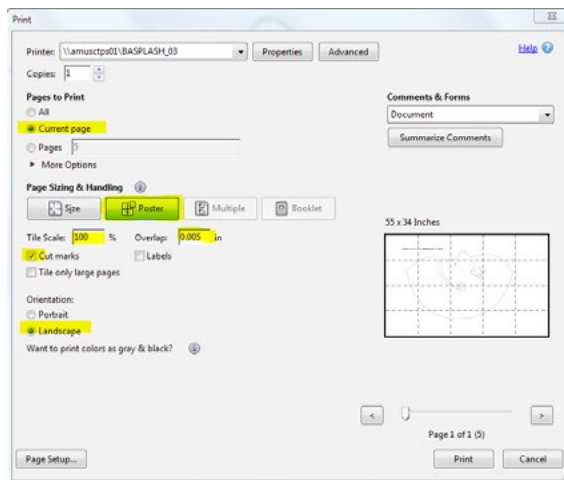 Print
Printer: \\amusctps01\BASPLASH_03 Properties Advanced Help
Copies: 1
Pages to Print
All
Current page
Pages 5
More Options
Comments & Forms
Document
Summarize Comments
Page Sizing & Handling
Size Poster Multiple Booklet
Tile Scale: 100 % Overlap: 0.005 in
Cut marks Labels
Tile only large pages
55 x 34 Inches
Orientation:
Portrait
Landscape
Want to print colors as gray & black?
< >
Page 1 of 1 (5)
Page Setup... Print Cancel